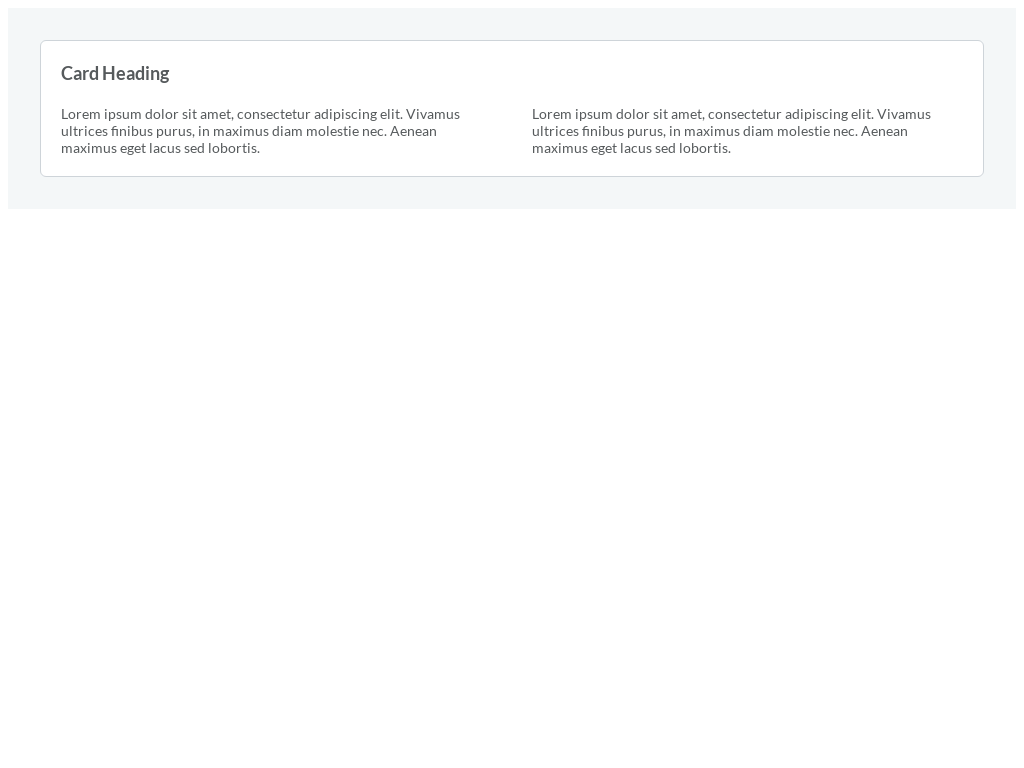 Card Heading
Lorem ipsum dolor sit amet, consectetur adipiscing elit. Vivamus
ultrices finibus purus, in maximus diam molestie nec. Aenean
maximus eget lacus sed lobortis.
Lorem ipsum dolor sit amet, consectetur adipiscing elit. Vivamus
ultrices finibus purus, in maximus diam molestie nec. Aenean
maximus eget lacus sed lobortis.